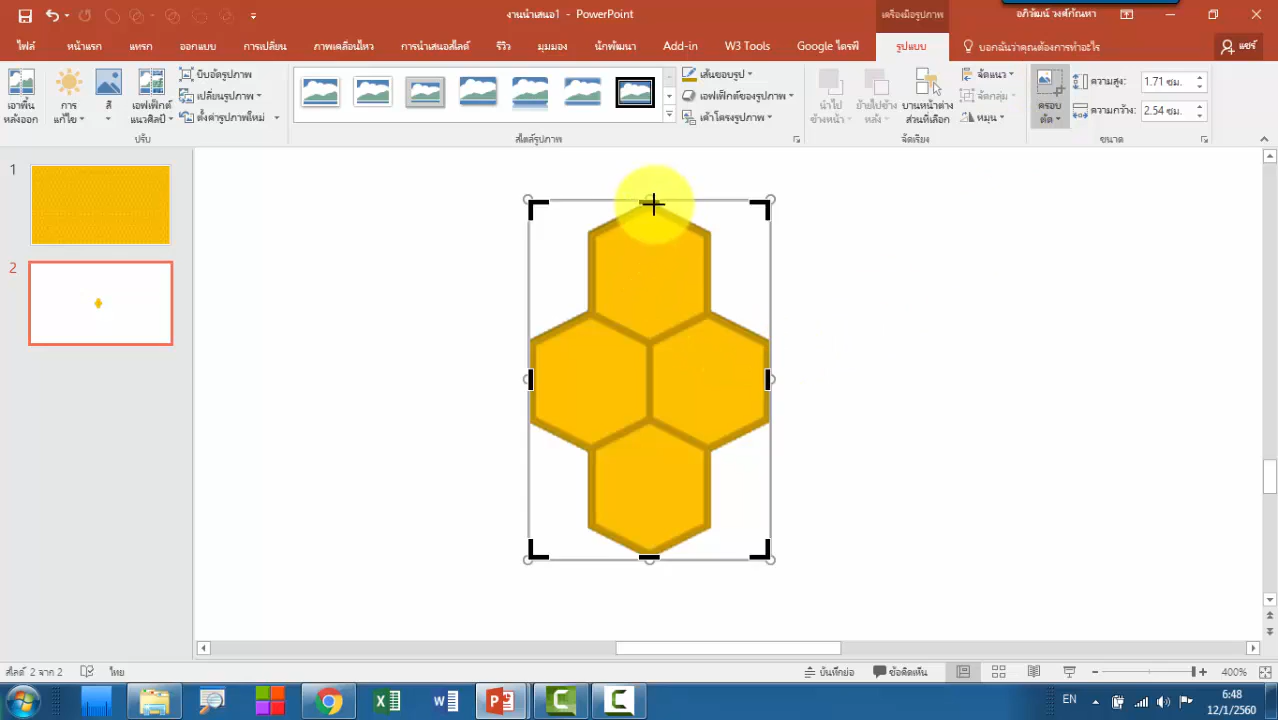 งานนำเสนอ1 - PowerPoint
เครื่องมือรูปภาพ
อภิวัฒน์ วงศ์กัณหา
ไฟล์ หน้าแรก แทรก ออกแบบ การเปลี่ยน ภาพเคลื่อนไหว การนำเสนอสไลด์ รีวิว มุมมอง นักพัฒนา Add-in W3 Tools Google ไดรฟ์ รูปแบบ บอกฉันว่าคุณต้องการทำอะไร แชร์
เอาพื้นหลังออก
การแก้ไข
สี
เอฟเฟ็กต์แนวศิลป์
บีบอัดรูปภาพ
เปลี่ยนรูปภาพ
ตั้งค่ารูปภาพใหม่
ปรับ
สไตล์รูปภาพ
เส้นขอบรูป
เอฟเฟ็กต์ของรูปภาพ
เค้าโครงรูปภาพ
นำไปข้างหน้า
ย้ายไปข้างหลัง
บานหน้าต่างส่วนที่เลือก
จัดแนว
จัดกลุ่ม
หมุน
จัดเรียง
ครอบตัด
ความสูง: 1.71 ซม.
ความกว้าง: 2.54 ซม.
ขนาด
1
2
สไลด์ 2 จาก 2 ไทย บันทึกย่อ ข้อคิดเห็น 400%
EN 6:48
12/1/2560